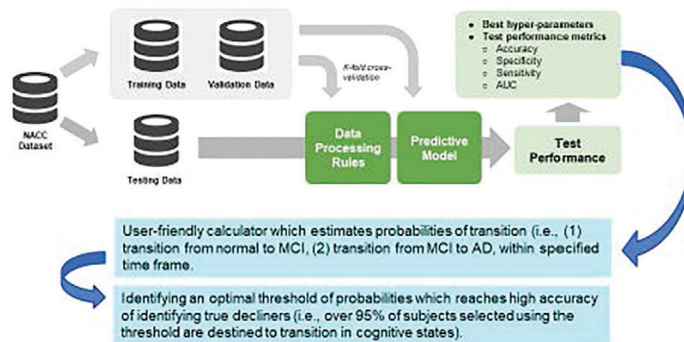 NACC
Dataset
Training Data
Validation Data
K-fold cross-
validation
Testing Data
Data
Processing
Rules
Predictive
Model
Test
Performance
• Best hyper-parameters
• Test performance metrics
○ Accuracy
○ Specificity
○ Sensitivity
○ AUC
User-friendly calculator which estimates probabilities of transition (i.e., (1)
transition from normal to MCI, (2) transition from MCI to AD, within specified
time frame.
Identifying an optimal threshold of probabilities which reaches high accuracy
of identifying true decliners (i.e., over 95% of subjects selected using the
threshold are destined to transition in cognitive states).